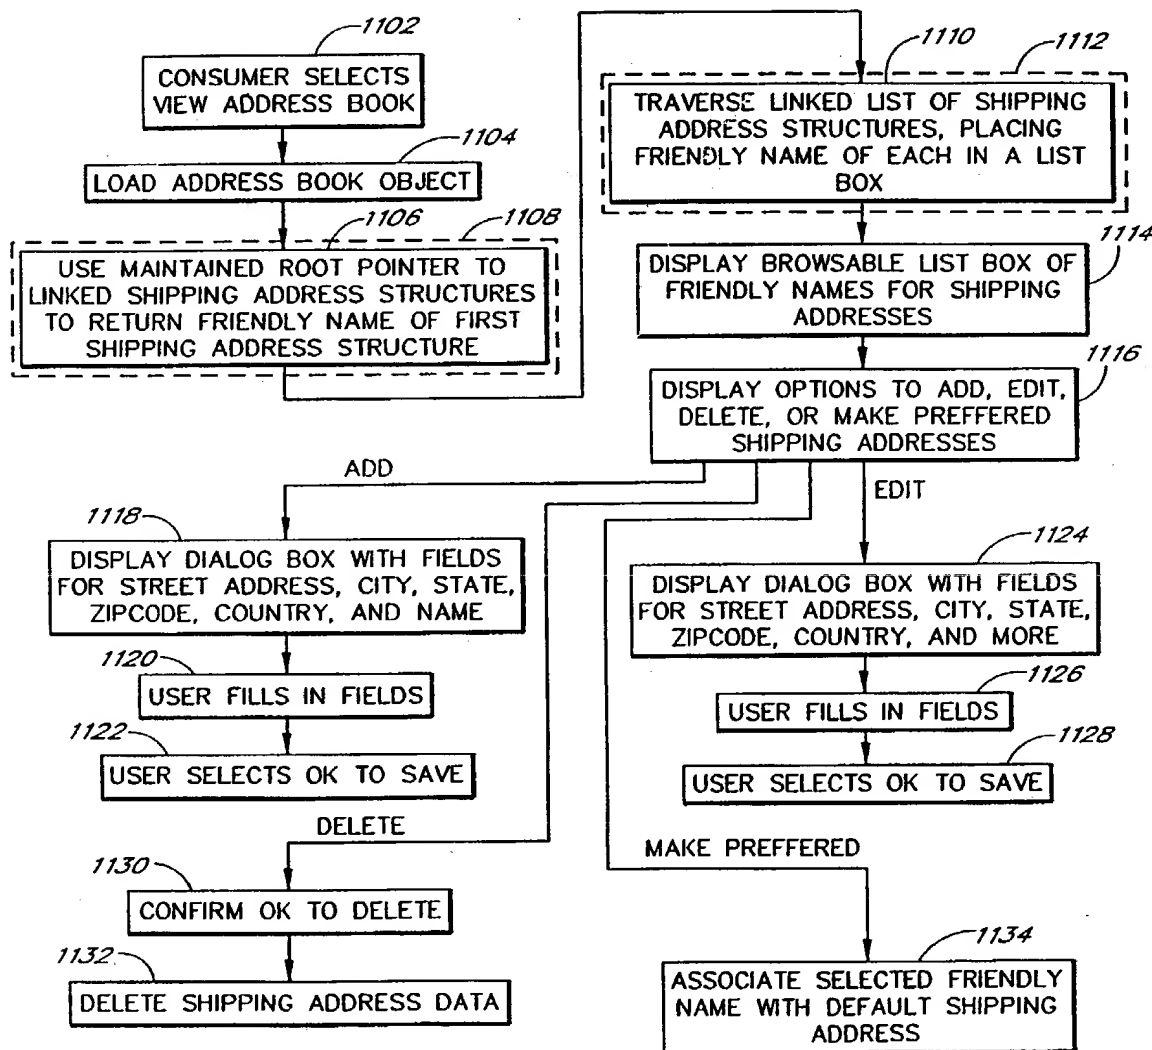 1102
CONSUMER SELECTS
VIEW ADDRESS BOOK
1104
LOAD ADDRESS BOOK OBJECT
1106
1108
USE MAINTAINED ROOT POINTER TO
LINKED SHIPPING ADDRESS STRUCTURES
TO RETURN FRIENDLY NAME OF FIRST
SHIPPING ADDRESS STRUCTURE
1110
1112
TRAVERSE LINKED LIST OF SHIPPING
ADDRESS STRUCTURES, PLACING
FRIENDLY NAME OF EACH IN A LIST
BOX
1114
DISPLAY BROWSABLE LIST BOX OF
FRIENDLY NAMES FOR SHIPPING
ADDRESSES
1116
DISPLAY OPTIONS TO ADD, EDIT,
DELETE, OR MAKE PREFFERED
SHIPPING ADDRESSES
ADD
1118
DISPLAY DIALOG BOX WITH FIELDS
FOR STREET ADDRESS, CITY, STATE,
ZIPCODE, COUNTRY, AND NAME
1120
USER FILLS IN FIELDS
1122
USER SELECTS OK TO SAVE
EDIT
1124
DISPLAY DIALOG BOX WITH FIELDS
FOR STREET ADDRESS, CITY, STATE,
ZIPCODE, COUNTRY, AND MORE
1126
USER FILLS IN FIELDS
1128
USER SELECTS OK TO SAVE
DELETE
1130
CONFIRM OK TO DELETE
1132
DELETE SHIPPING ADDRESS DATA
MAKE PREFFERED
1134
ASSOCIATE SELECTED FRIENDLY
NAME WITH DEFAULT SHIPPING
ADDRESS